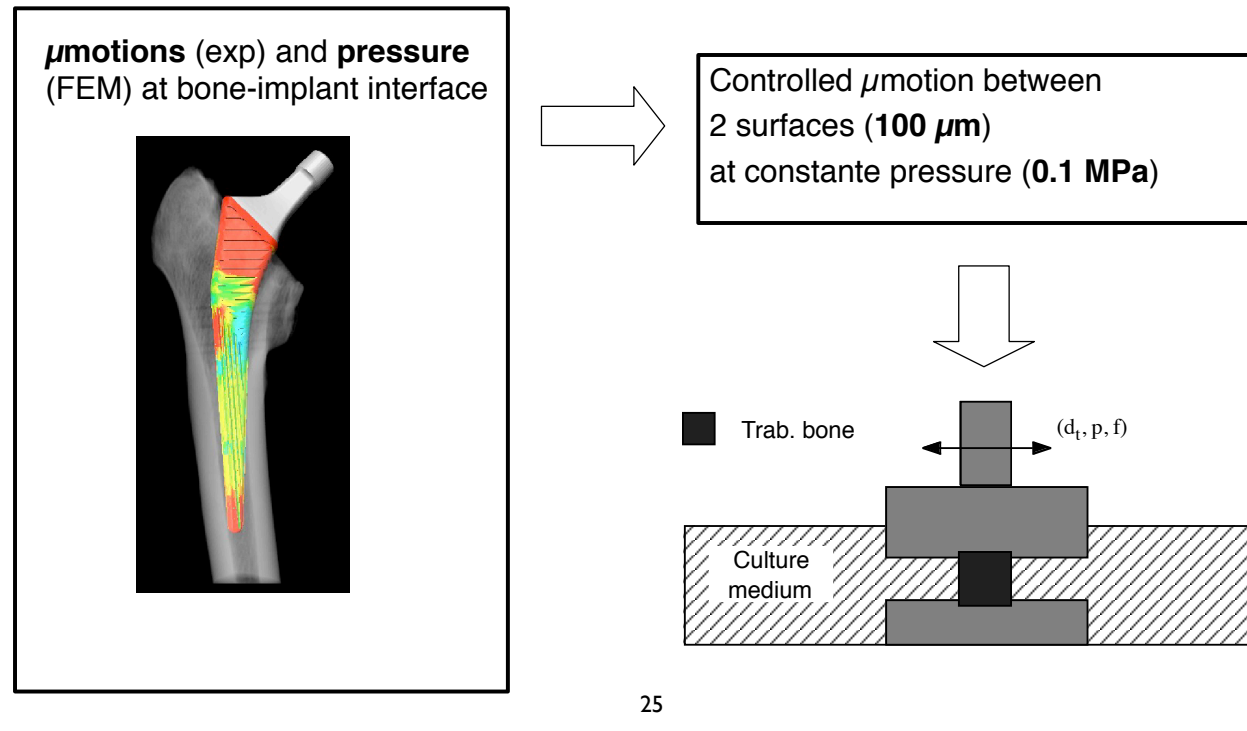 µmotions (exp) and pressure
(FEM) at bone-implant interface
Controlled µmotion between
2 surfaces (100 µm)
at constante pressure (0.1 MPa)
Trab. bone
(dt, p, f)
Culture
medium
25